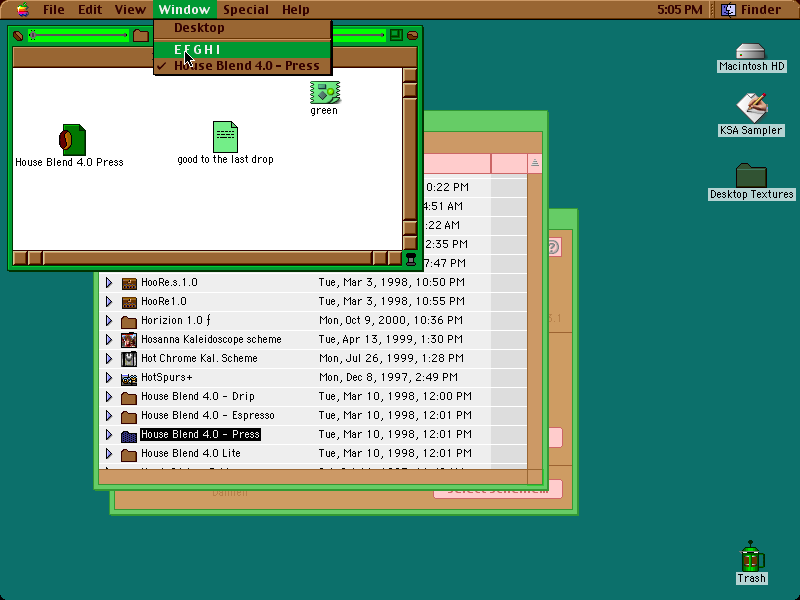 File Edit View Window Special Help 5:05 PM Finder
Desktop
E F G H I
House Blend 4.0 - Press
green
House Blend 4.0 Press
good to the last drop
Macintosh HD
KSA Sampler
Desktop Textures
0:22 PM
4:51 AM
:22 AM
2:35 PM
7:47 PM
HooRe.s.1.0 Tue, Mar 3, 1998, 10:50 PM
HooRe1.0 Tue, Mar 3, 1998, 10:55 PM
Horizion 1.0 ƒ Mon, Oct 9, 2000, 10:36 PM
Hosanna Kaleidoscope scheme Tue, Apr 13, 1999, 1:30 PM
Hot Chrome Kal. Scheme Mon, Jul 26, 1999, 1:28 PM
HotSpurs+ Mon, Dec 8, 1997, 2:49 PM
House Blend 4.0 - Drip Tue, Mar 10, 1998, 12:00 PM
House Blend 4.0 - Espresso Tue, Mar 10, 1998, 12:01 PM
House Blend 4.0 - Press Tue, Mar 10, 1998, 12:01 PM
House Blend 4.0 Lite Tue, Mar 10, 1998, 12:01 PM
Trash